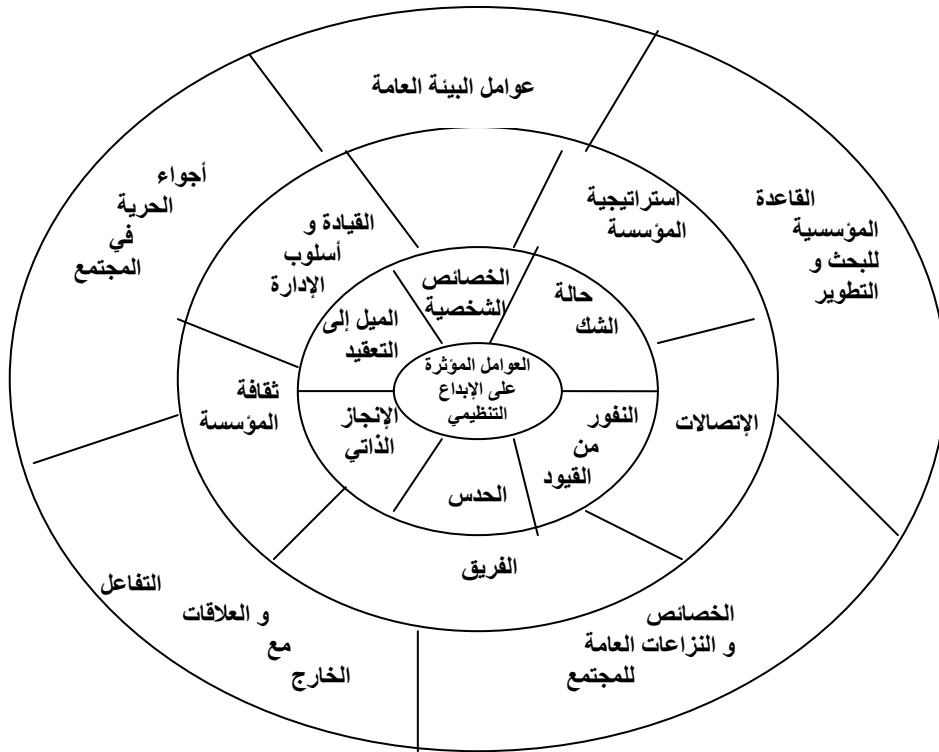 عوامل البيئة العامة
القاعدة
المؤسسية
للبحث و
التطوير
الخصائص
و النزاعات العامة
للمجتمع
التفاعل
و العلاقات
مع
الخارج
أجواء
الحرية
في
المجتمع
استراتيجية
المؤسسة
الإتصالات
الفريق
ثقافة
المؤسسة
القيادة و
أسلوب
الإدارة
الخصائص
الشخصية
حالة
الشك
النفور
من
القيود
الحدس
الإنجاز
الذاتي
الميل إلى
التعقيد
العوامل المؤثرة
على الإبداع
التنظيمي